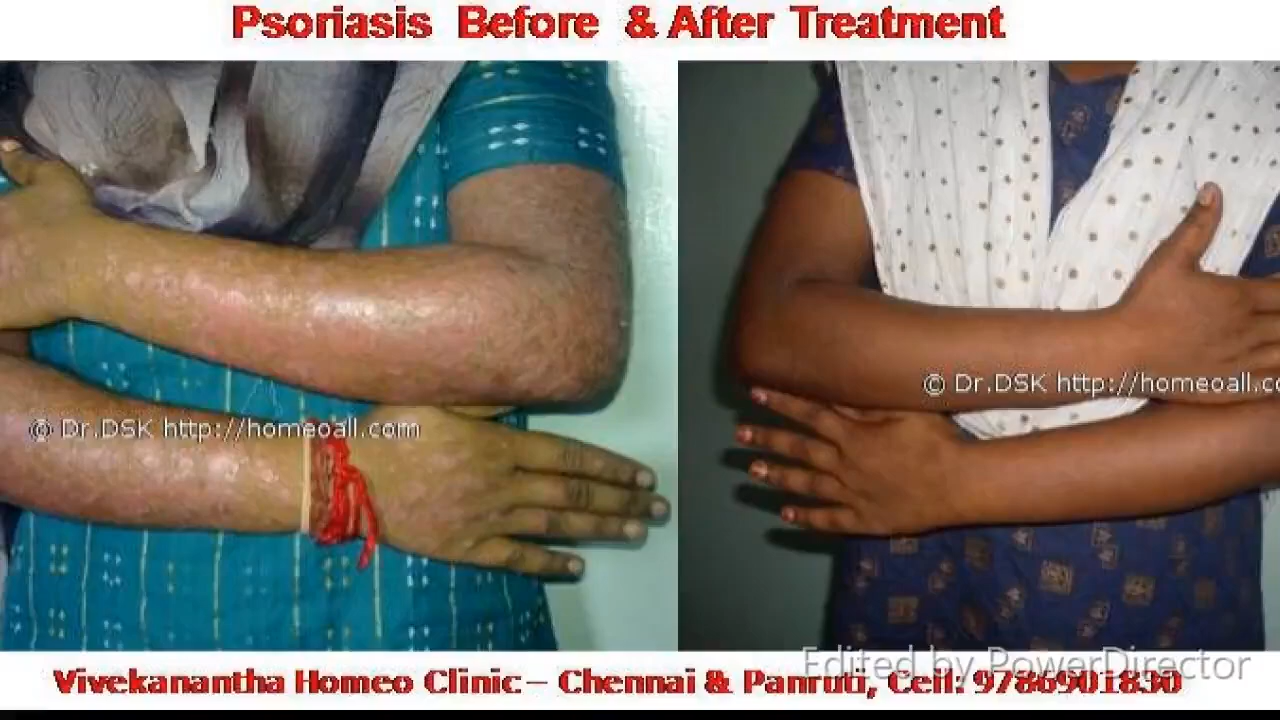 Psoriasis Before & After Treatment
© Dr.DSK http://homeoall.co
© Dr.DSK http://homeoall.com
Edited by PowerDirector
Vivekanantha Homeo Clinic – Chennai & Panruti, Cell: 9786901830